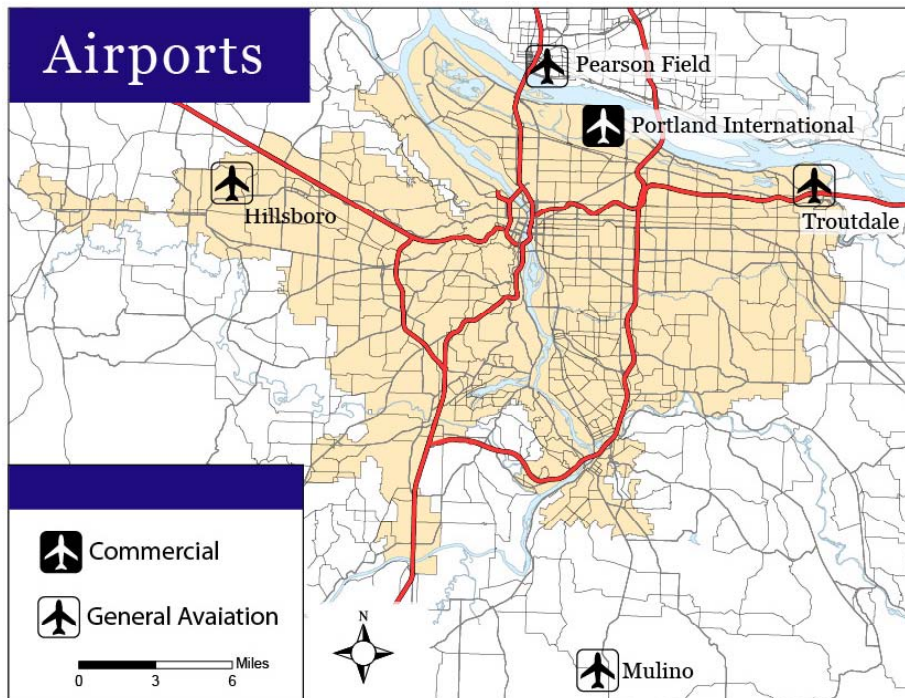 Airports
Pearson Field
Portland International
Hillsboro
Troutdale
Commercial
General Avaiation
Miles
0 3 6
N
Mulino